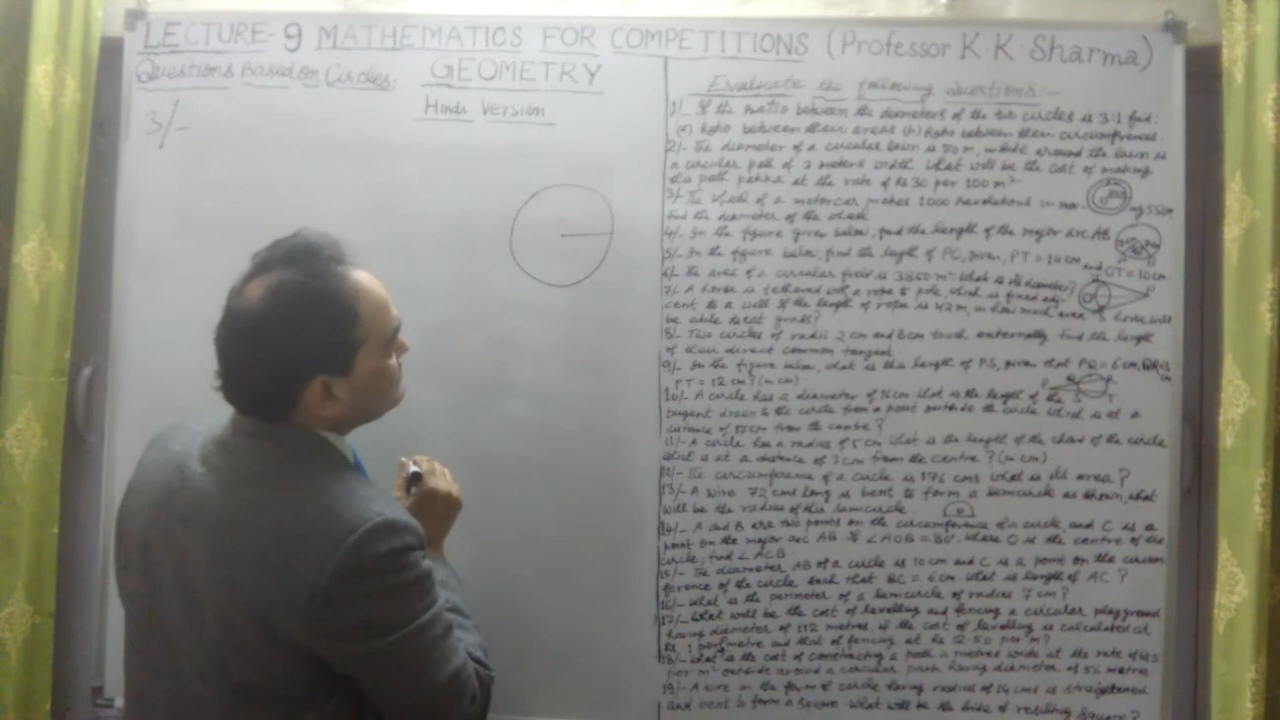 LECTURE-9 MATHEMATICS FOR COMPETITIONS (Professor K.K. Sharma)
Questions Based on Circles:
GEOMETRY
Hindi Version
3/-
Evaluate the following Questions:-
1/- If the ratio between the diameters of the two circles is 3:1 find:
(a) Ratio between their areas (b) Ratio between their circumferences.
2/- The diameter of a circular lawn is 70 m, outside around the lawn is
a circular path of 3 meters width. What will be the cost of making
this path pakka at the rate of Rs 30 per 100 m²
3/- The wheel of a motorcar makes 1000 revolutions in
find the diameter of the wheel
4/- In the figure given below, find the length of the major arc AB
5/- In the figure below, find the length of PC, given, PT = 14 cm and OT = 10 cm
6/- The area of a circular field is 3850 m². What is its diameter?
7/- A horse is tethered with a rope to pole, which is fixed adja-
cent to a wall. If the length of rope is 42 m, in how much area horse will
be able to eat grass?
8/- Two circles of radii 2 cm and 8 cm touch externally. Find the length
of their direct common tangent
9/- In the figure below, what is the length of PS, given that PQ = 6 cm,
PT = 12 cm? (in cm)
10/- A circle has a diameter of 16 cm. What is the length of the
tangent drawn to the circle from a point outside the circle which is at a
distance of 17 cm from the centre?
11/- A circle has a radius of 5 cm. What is the length of the chord of the circle
which is at a distance of 3 cm from the centre? (in cm)
12/- The circumference of a circle is 176 cms. What is its area?
13/- A wire 72 cms long is bent to form a semicircle as shown, what
will be the radius of this semicircle.
14/- A and B are two points on the circumference of a circle, and C is a
point on the major arc AB. If ∠AOB = 80°. where O is the centre of the
circle; find ∠ACB.
15/- The diameter AB of a circle is 10 cm and C is a point on the circum
ference of the circle such that BC = 6 cm. What is length of AC?
16/- What is the perimeter of a semicircle of radius 7 cm?
17/- What will be the cost of levelling and fencing a circular playground
having diameter of 112 metres, if the cost of levelling is calculated at
Rs. 1 per metre and that of fencing at Rs 12.50 per m?
18/- What is the cost of constructing a path metres wide at the rate of Rs 5
per m² outside around a circular park having diameter of 56 metres
19/- A wire in the form of circle having radius of 14 cms is straightened
and bent to form a square. What will be the side of resulting square?